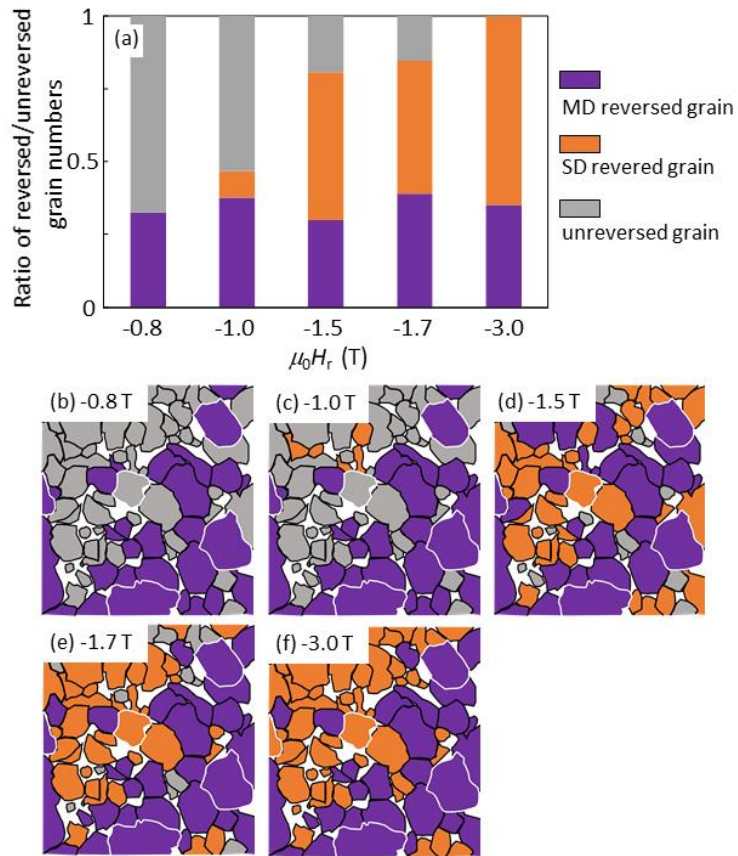 (a)
Ratio of reversed/unreversed
grain numbers
1
0.5
0
-0.8
-1.0
-1.5
-1.7
-3.0
μ₀Hᵣ (T)
MD reversed grain
SD revered grain
unreversed grain
(b) -0.8 T
(c) -1.0 T
(d) -1.5 T
(e) -1.7 T
(f) -3.0 T